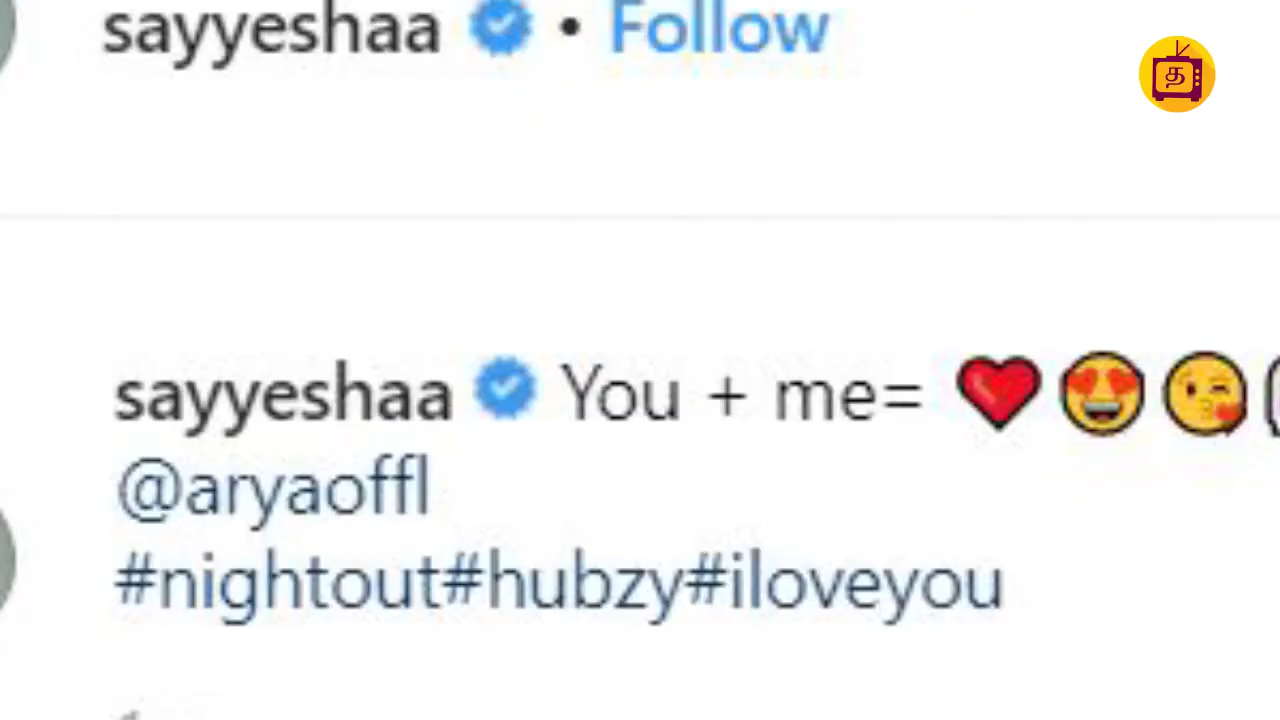 sayyeshaa • Follow
த
sayyeshaa You + me= ❤️😍😘
@aryaoffl
#nightout#hubzy#iloveyou